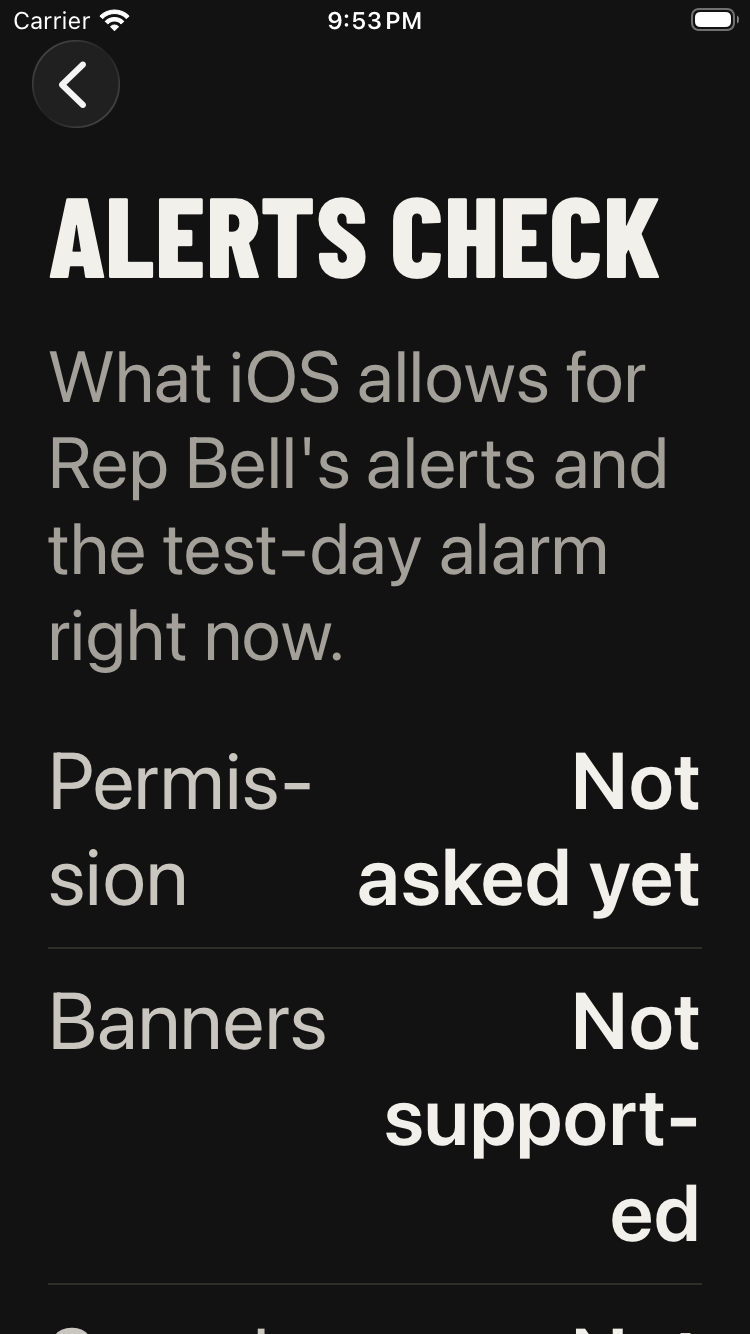 Carrier 9:53 PM
ALERTS CHECK
What iOS allows for
Rep Bell's alerts and
the test-day alarm
right now.
Permis- Not
sion asked yet
Banners Not
support-
ed